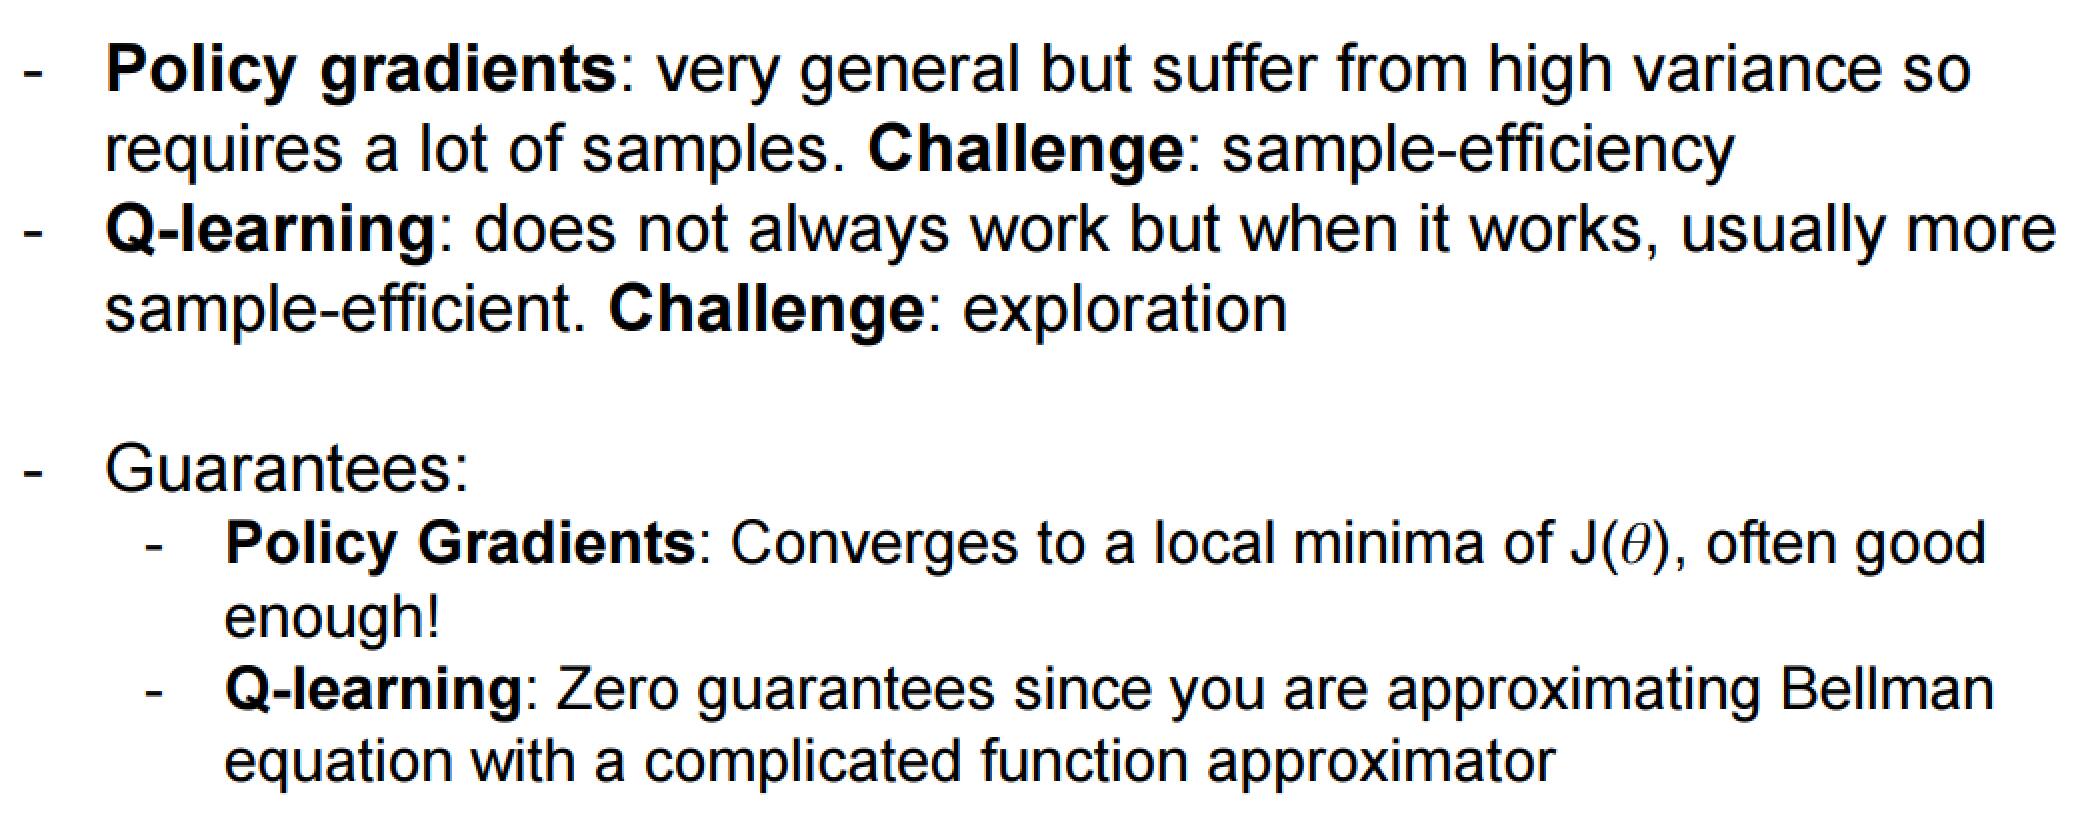 - Policy gradients: very general but suffer from high variance so
requires a lot of samples. Challenge: sample-efficiency
- Q-learning: does not always work but when it works, usually more
sample-efficient. Challenge: exploration
- Guarantees:
- Policy Gradients: Converges to a local minima of J(θ), often good
enough!
- Q-learning: Zero guarantees since you are approximating Bellman
equation with a complicated function approximator